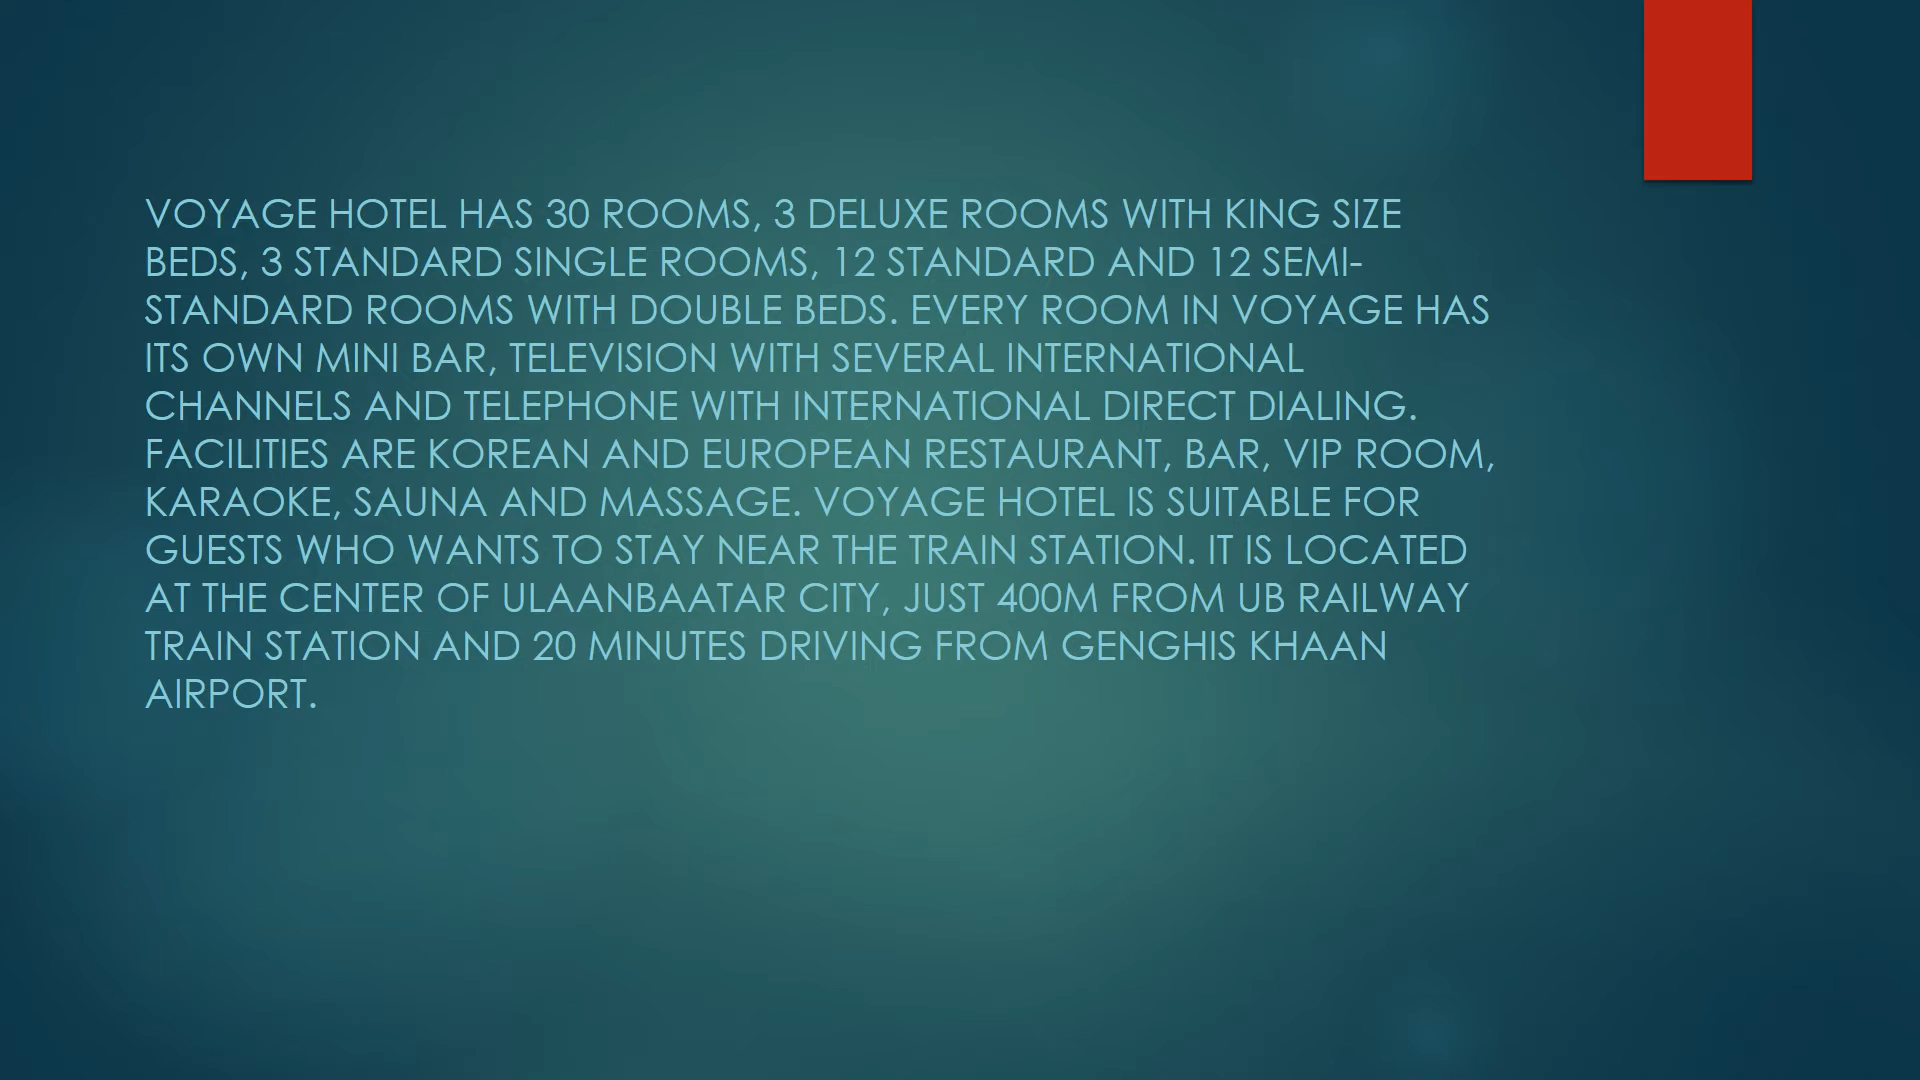 VOYAGE HOTEL HAS 30 ROOMS, 3 DELUXE ROOMS WITH KING SIZE
BEDS, 3 STANDARD SINGLE ROOMS, 12 STANDARD AND 12 SEMI-
STANDARD ROOMS WITH DOUBLE BEDS. EVERY ROOM IN VOYAGE HAS
ITS OWN MINI BAR, TELEVISION WITH SEVERAL INTERNATIONAL
CHANNELS AND TELEPHONE WITH INTERNATIONAL DIRECT DIALING.
FACILITIES ARE KOREAN AND EUROPEAN RESTAURANT, BAR, VIP ROOM,
KARAOKE, SAUNA AND MASSAGE. VOYAGE HOTEL IS SUITABLE FOR
GUESTS WHO WANTS TO STAY NEAR THE TRAIN STATION. IT IS LOCATED
AT THE CENTER OF ULAANBAATAR CITY, JUST 400M FROM UB RAILWAY
TRAIN STATION AND 20 MINUTES DRIVING FROM GENGHIS KHAAN
AIRPORT.